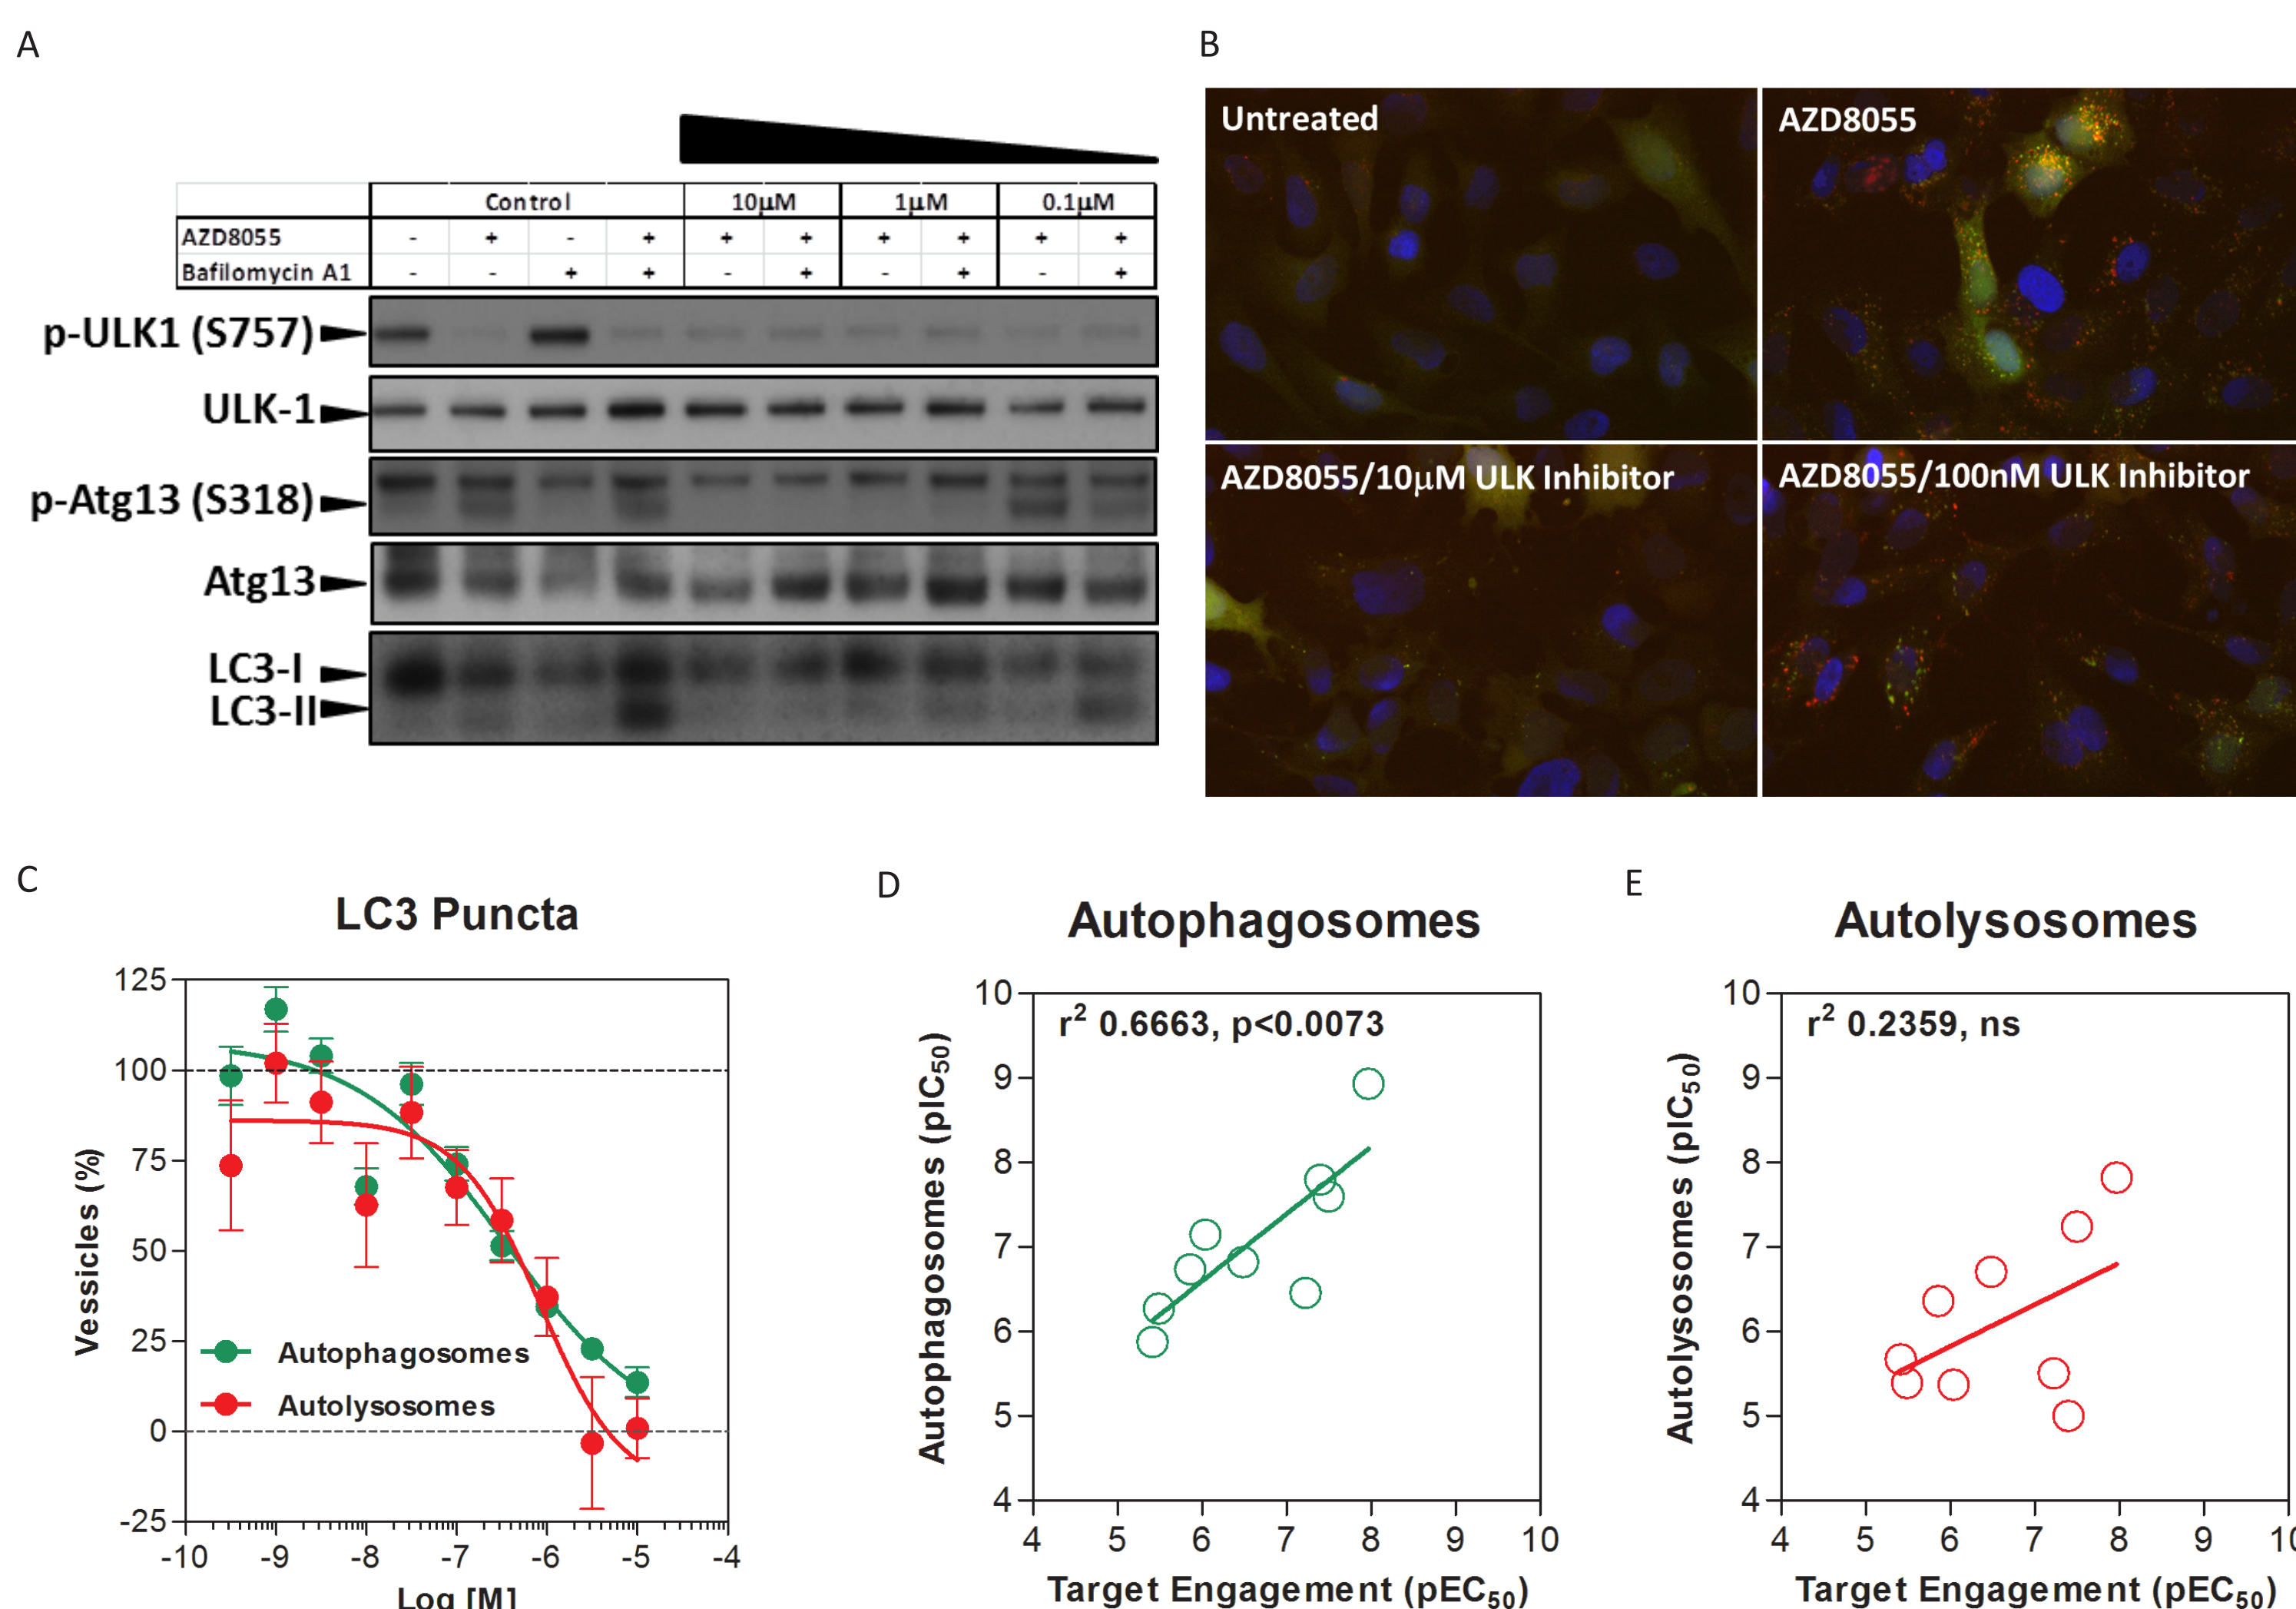 A
Control 10µM 1µM 0.1µM
AZD8055 - + - + + + + + + +
Bafilomycin A1 - - + + - + - + - +
p-ULK1 (S757)
ULK-1
p-Atg13 (S318)
Atg13
LC3-I
LC3-II
B
Untreated
AZD8055
AZD8055/10µM ULK Inhibitor
AZD8055/100nM ULK Inhibitor
C
LC3 Puncta
Vessicles (%)
125
100
75
50
25
0
-25
Autophagosomes
Autolysosomes
-10 -9 -8 -7 -6 -5 -4
Log [M]
D
Autophagosomes
r² 0.6663, p<0.0073
Autophagosomes (pIC₅₀)
10
9
8
7
6
5
4
4 5 6 7 8 9 10
Target Engagement (pEC₅₀)
E
Autolysosomes
r² 0.2359, ns
Autolysosomes (pIC₅₀)
10
9
8
7
6
5
4
4 5 6 7 8 9 10
Target Engagement (pEC₅₀)